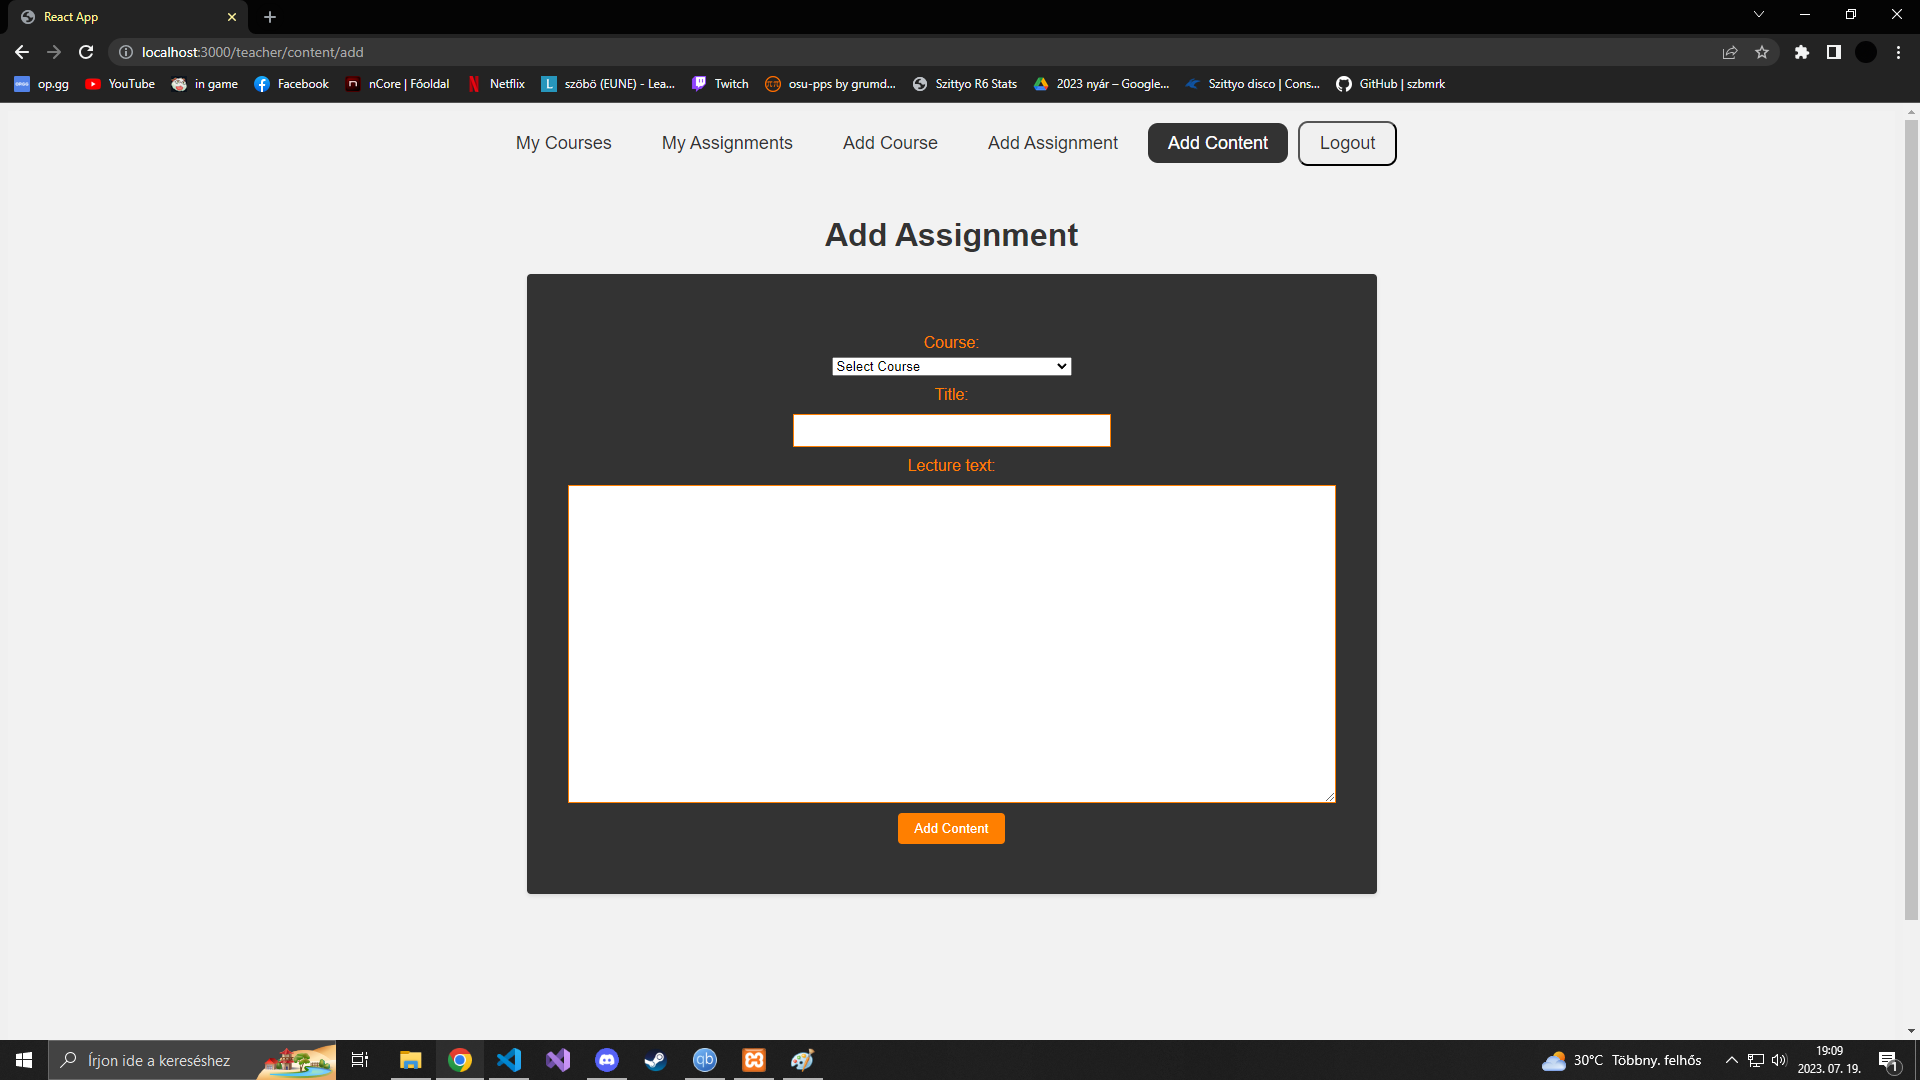 React App
localhost:3000/teacher/content/add
op.gg YouTube in game Facebook nCore | Főoldal Netflix szöbö (EUNE) - Lea... Twitch osu-pps by grumd... Szittyo R6 Stats 2023 nyár – Google... Szittyo disco | Cons... GitHub | szbmrk
My Courses My Assignments Add Course Add Assignment Add Content Logout
Add Assignment
Course:
Select Course
Title:
Lecture text:
Add Content
Írjon ide a kereséshez 30°C Többny. felhős
19:09
2023. 07. 19.
1